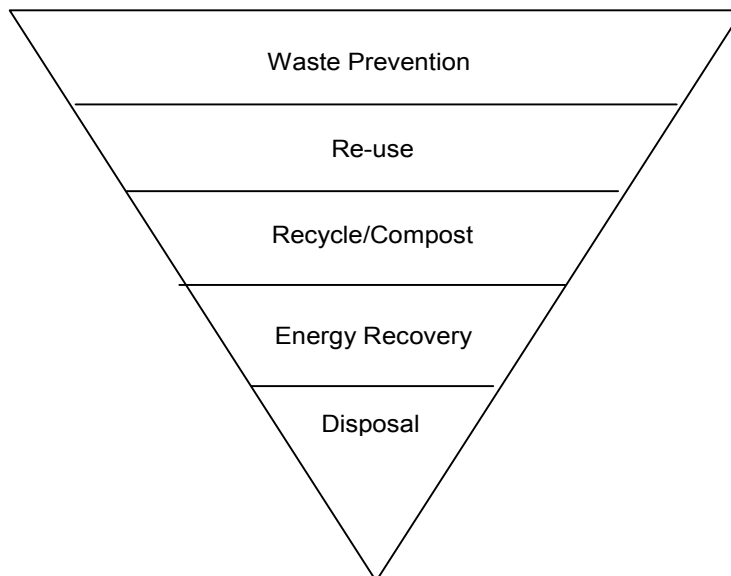 Waste Prevention
Re-use
Recycle/Compost
Energy Recovery
Disposal